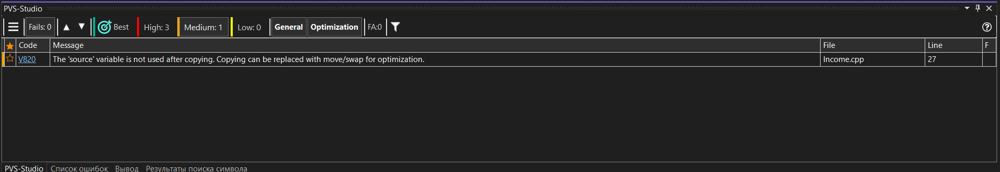 PVS-Studio
Fails: 0 Best High: 3 Medium: 1 Low: 0 General Optimization FA:0
Code Message File Line F
V820 The 'source' variable is not used after copying. Copying can be replaced with move/swap for optimization. Income.cpp 27
PVS-Studio Список ошибок Вывод Результаты поиска символа